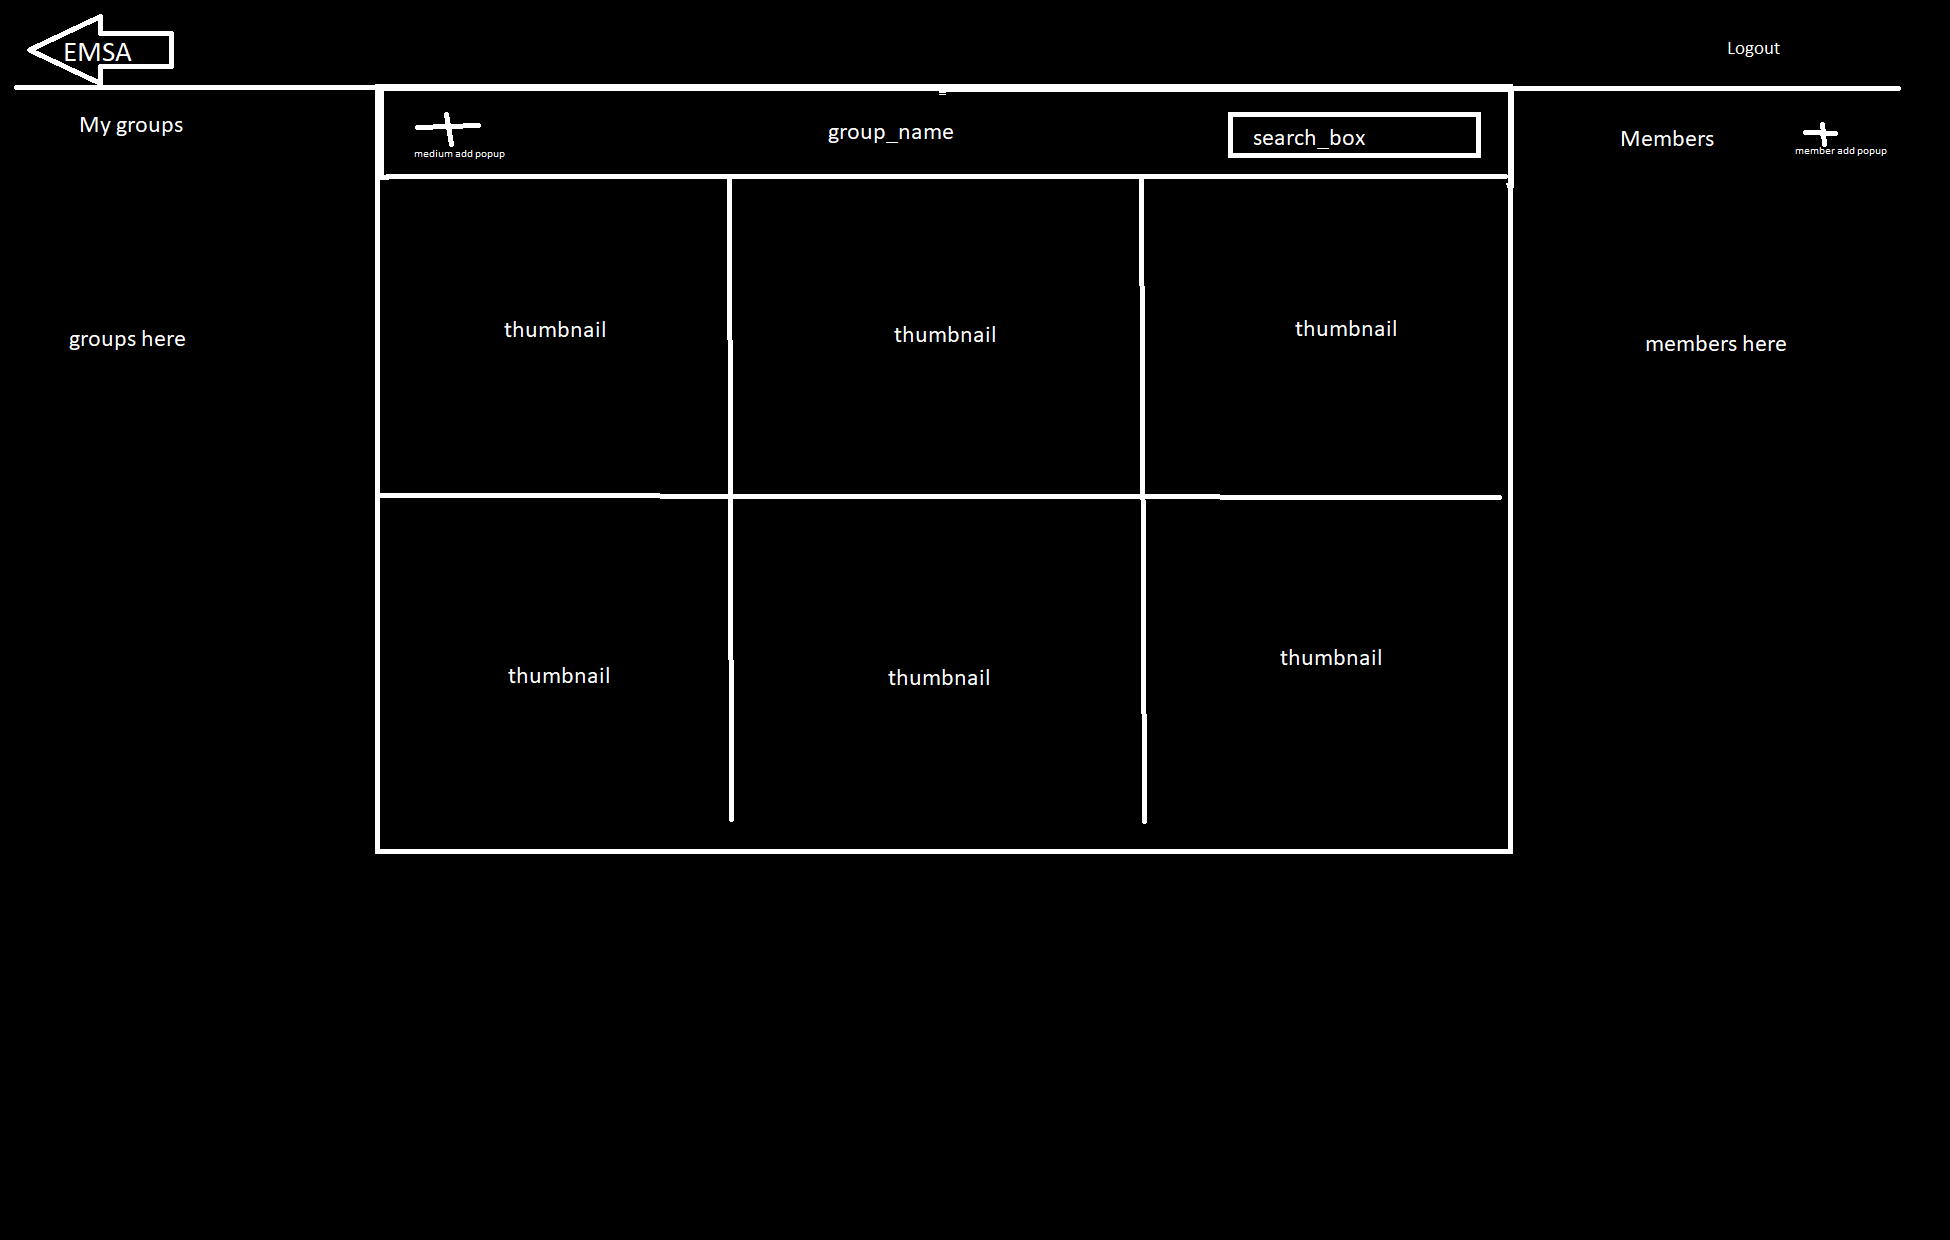 EMSA
Logout
My groups
medium add popup
group_name
search_box
Members
member add popup
groups here
thumbnail
thumbnail
thumbnail
members here
thumbnail
thumbnail
thumbnail